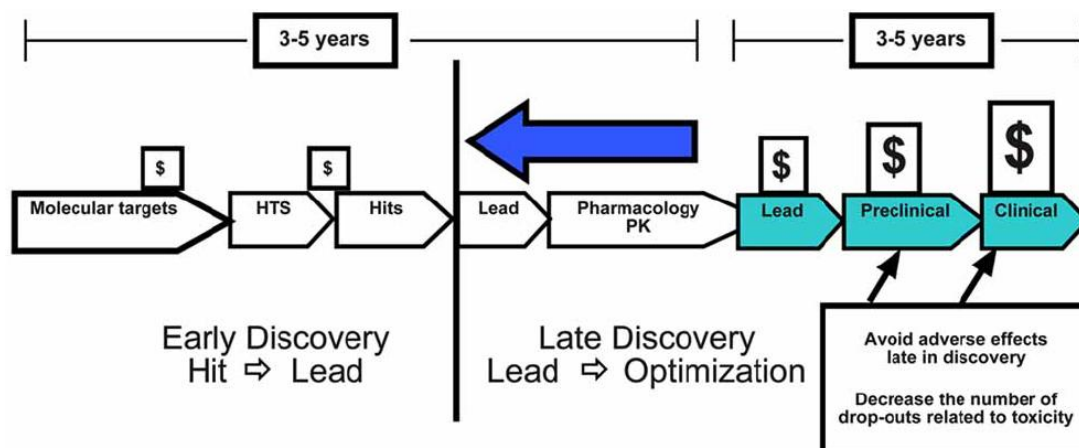 3-5 years
3-5 years
$
$
$
$
$
Molecular targets
HTS
Hits
Lead
Pharmacology
PK
Lead
Preclinical
Clinical
Early Discovery
Hit ⇨ Lead
Late Discovery
Lead ⇨ Optimization
Avoid adverse effects
late in discovery
Decrease the number of
drop-outs related to toxicity